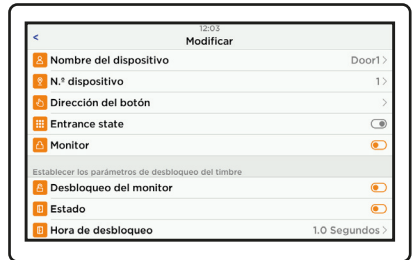 12:03
<
Modificar
Nombre del dispositivo Door1 >
N.º dispositivo 1 >
Dirección del botón >
Entrance state
Monitor
Establecer los parámetros de desbloqueo del timbre
Desbloqueo del monitor
Estado
Hora de desbloqueo 1.0 Segundos >